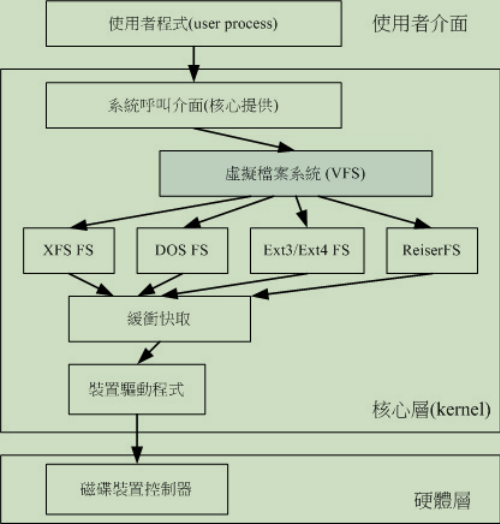 使用者程式(user process)
使用者介面
系統呼叫介面(核心提供)
虛擬檔案系統 (VFS)
XFS FS
DOS FS
Ext3/Ext4 FS
ReiserFS
緩衝快取
裝置驅動程式
核心層(kernel)
磁碟裝置控制器
硬體層